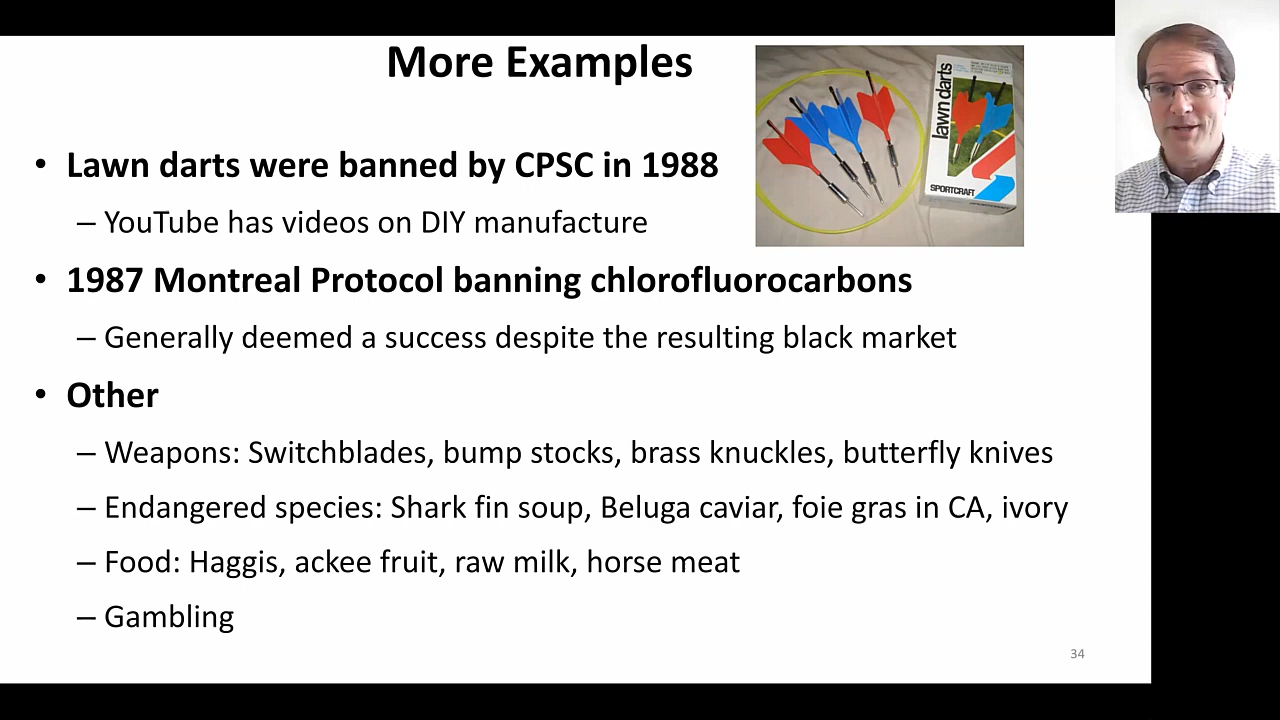 More Examples
lawn darts
SPORTCRAFT
• Lawn darts were banned by CPSC in 1988
– YouTube has videos on DIY manufacture
• 1987 Montreal Protocol banning chlorofluorocarbons
– Generally deemed a success despite the resulting black market
• Other
– Weapons: Switchblades, bump stocks, brass knuckles, butterfly knives
– Endangered species: Shark fin soup, Beluga caviar, foie gras in CA, ivory
– Food: Haggis, ackee fruit, raw milk, horse meat
– Gambling
34